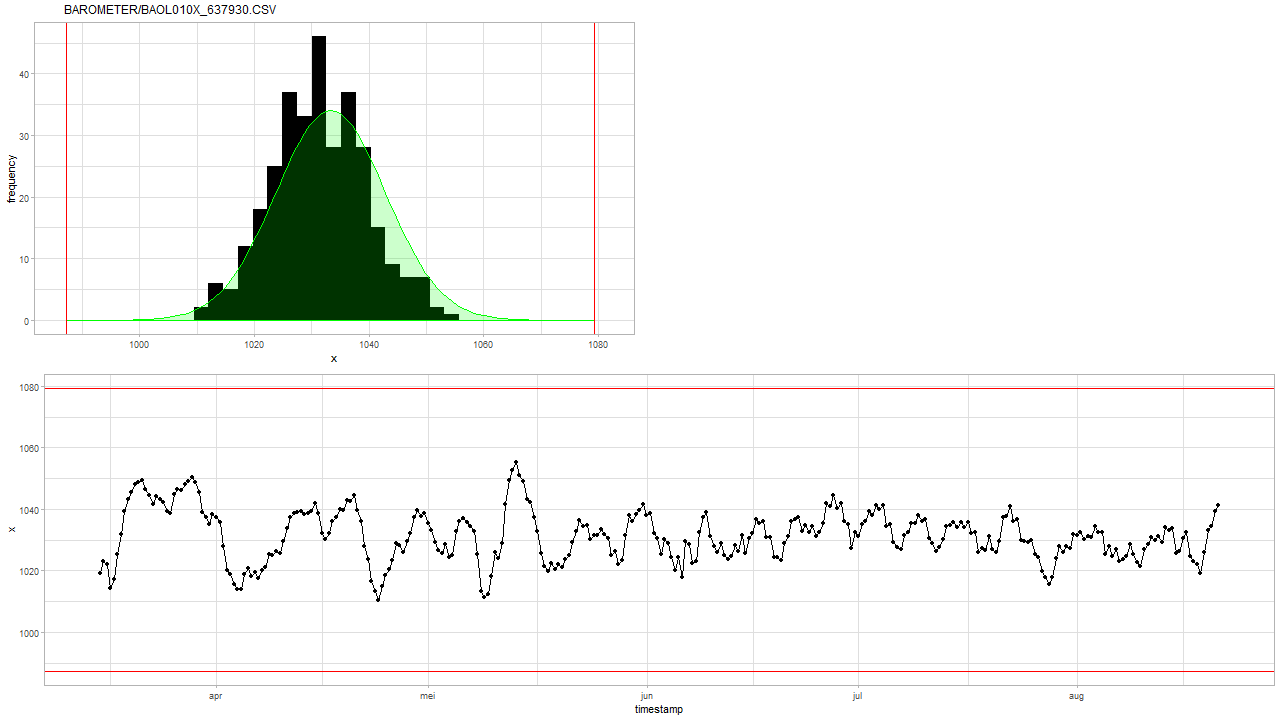 BAROMETER/BAOL010X_637930.CSV
frequency
40
30
20
10
0
1000 1020 1040 1060 1080
x
x
1080
1060
1040
1020
1000
apr mei jun jul aug
timestamp